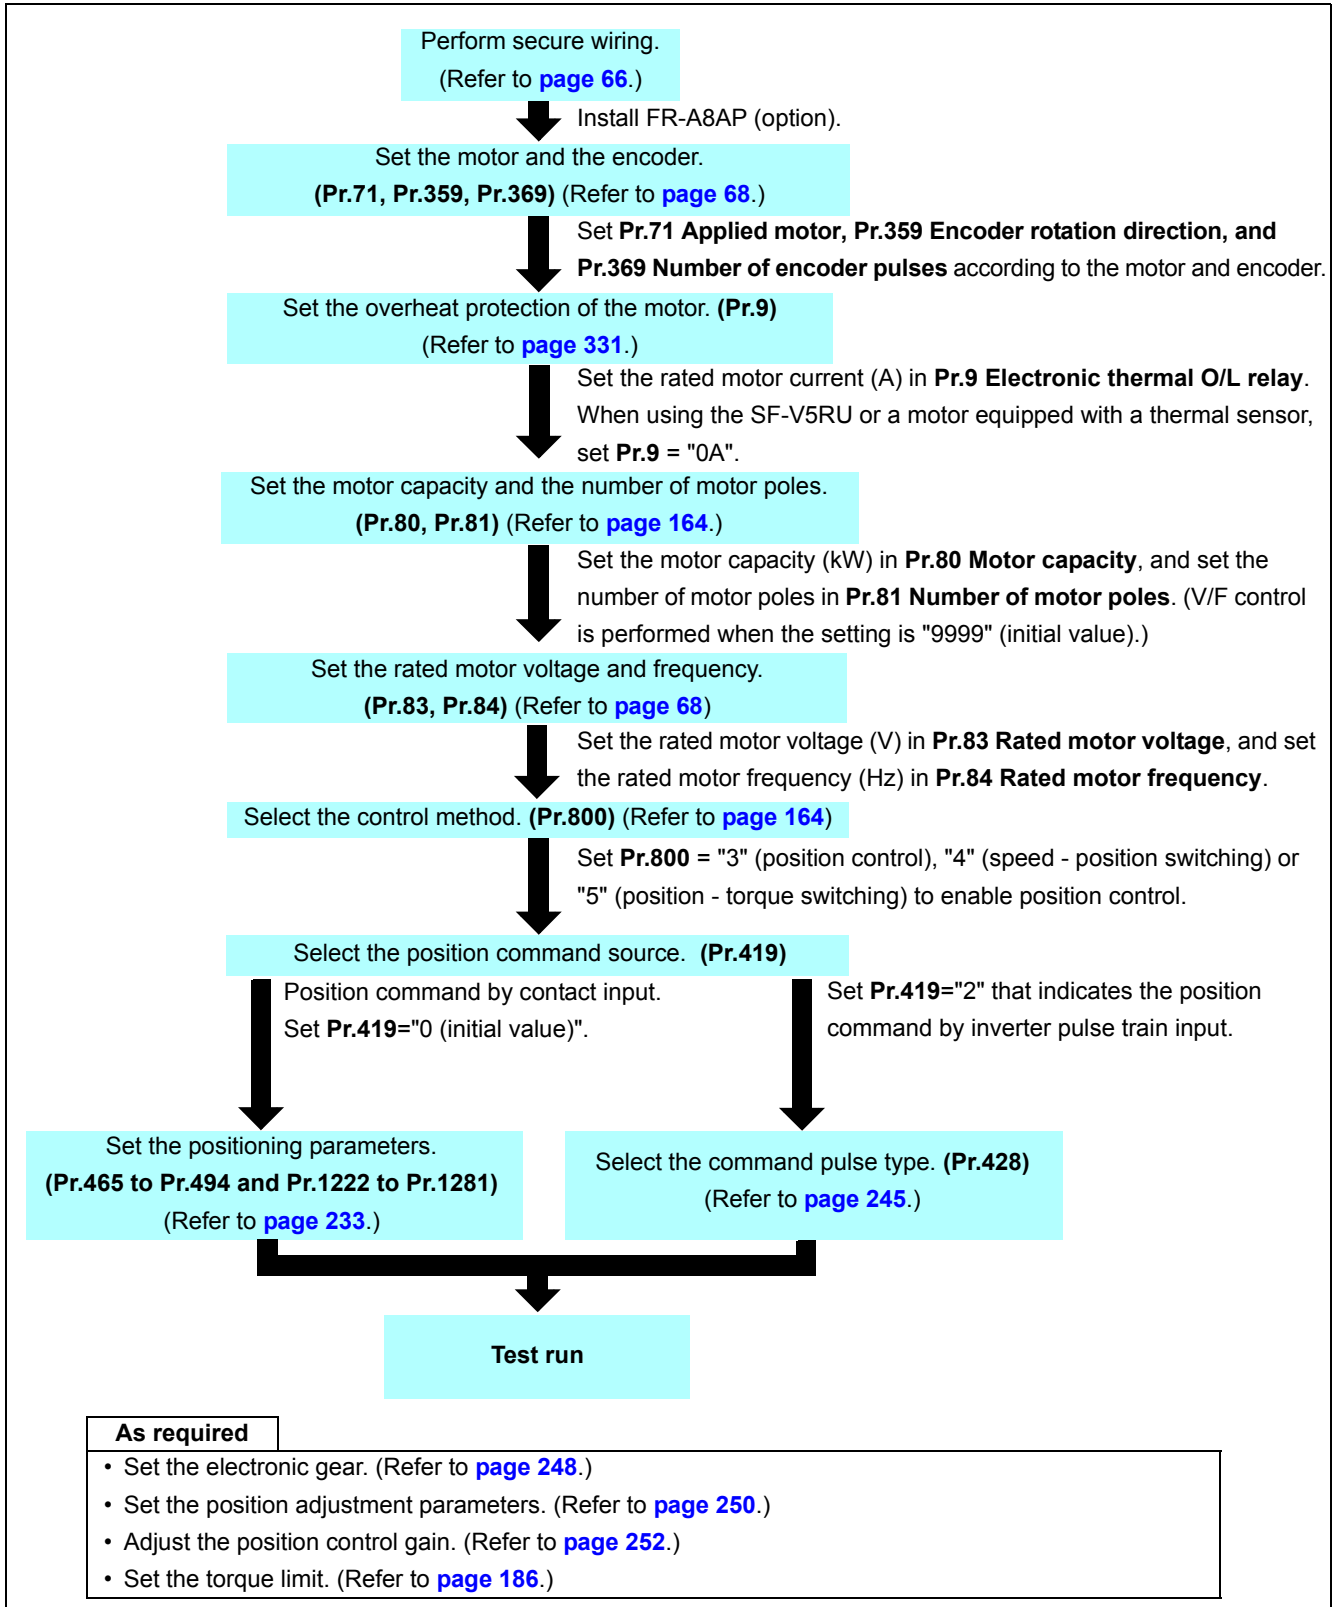 Perform secure wiring.
(Refer to page 66.)
Install FR-A8AP (option).
Set the motor and the encoder.
(Pr.71, Pr.359, Pr.369) (Refer to page 68.)
Set Pr.71 Applied motor, Pr.359 Encoder rotation direction, and
Pr.369 Number of encoder pulses according to the motor and encoder.
Set the overheat protection of the motor. (Pr.9)
(Refer to page 331.)
Set the rated motor current (A) in Pr.9 Electronic thermal O/L relay.
When using the SF-V5RU or a motor equipped with a thermal sensor,
set Pr.9 = "0A".
Set the motor capacity and the number of motor poles.
(Pr.80, Pr.81) (Refer to page 164.)
Set the motor capacity (kW) in Pr.80 Motor capacity, and set the
number of motor poles in Pr.81 Number of motor poles. (V/F control
is performed when the setting is "9999" (initial value).)
Set the rated motor voltage and frequency.
(Pr.83, Pr.84) (Refer to page 68)
Set the rated motor voltage (V) in Pr.83 Rated motor voltage, and set
the rated motor frequency (Hz) in Pr.84 Rated motor frequency.
Select the control method. (Pr.800) (Refer to page 164)
Set Pr.800 = "3" (position control), "4" (speed - position switching) or
"5" (position - torque switching) to enable position control.
Select the position command source. (Pr.419)
Position command by contact input.
Set Pr.419="0 (initial value)".
Set Pr.419="2" that indicates the position
command by inverter pulse train input.
Set the positioning parameters.
(Pr.465 to Pr.494 and Pr.1222 to Pr.1281)
(Refer to page 233.)
Select the command pulse type. (Pr.428)
(Refer to page 245.)
Test run
As required
• Set the electronic gear. (Refer to page 248.)
• Set the position adjustment parameters. (Refer to page 250.)
• Adjust the position control gain. (Refer to page 252.)
• Set the torque limit. (Refer to page 186.)